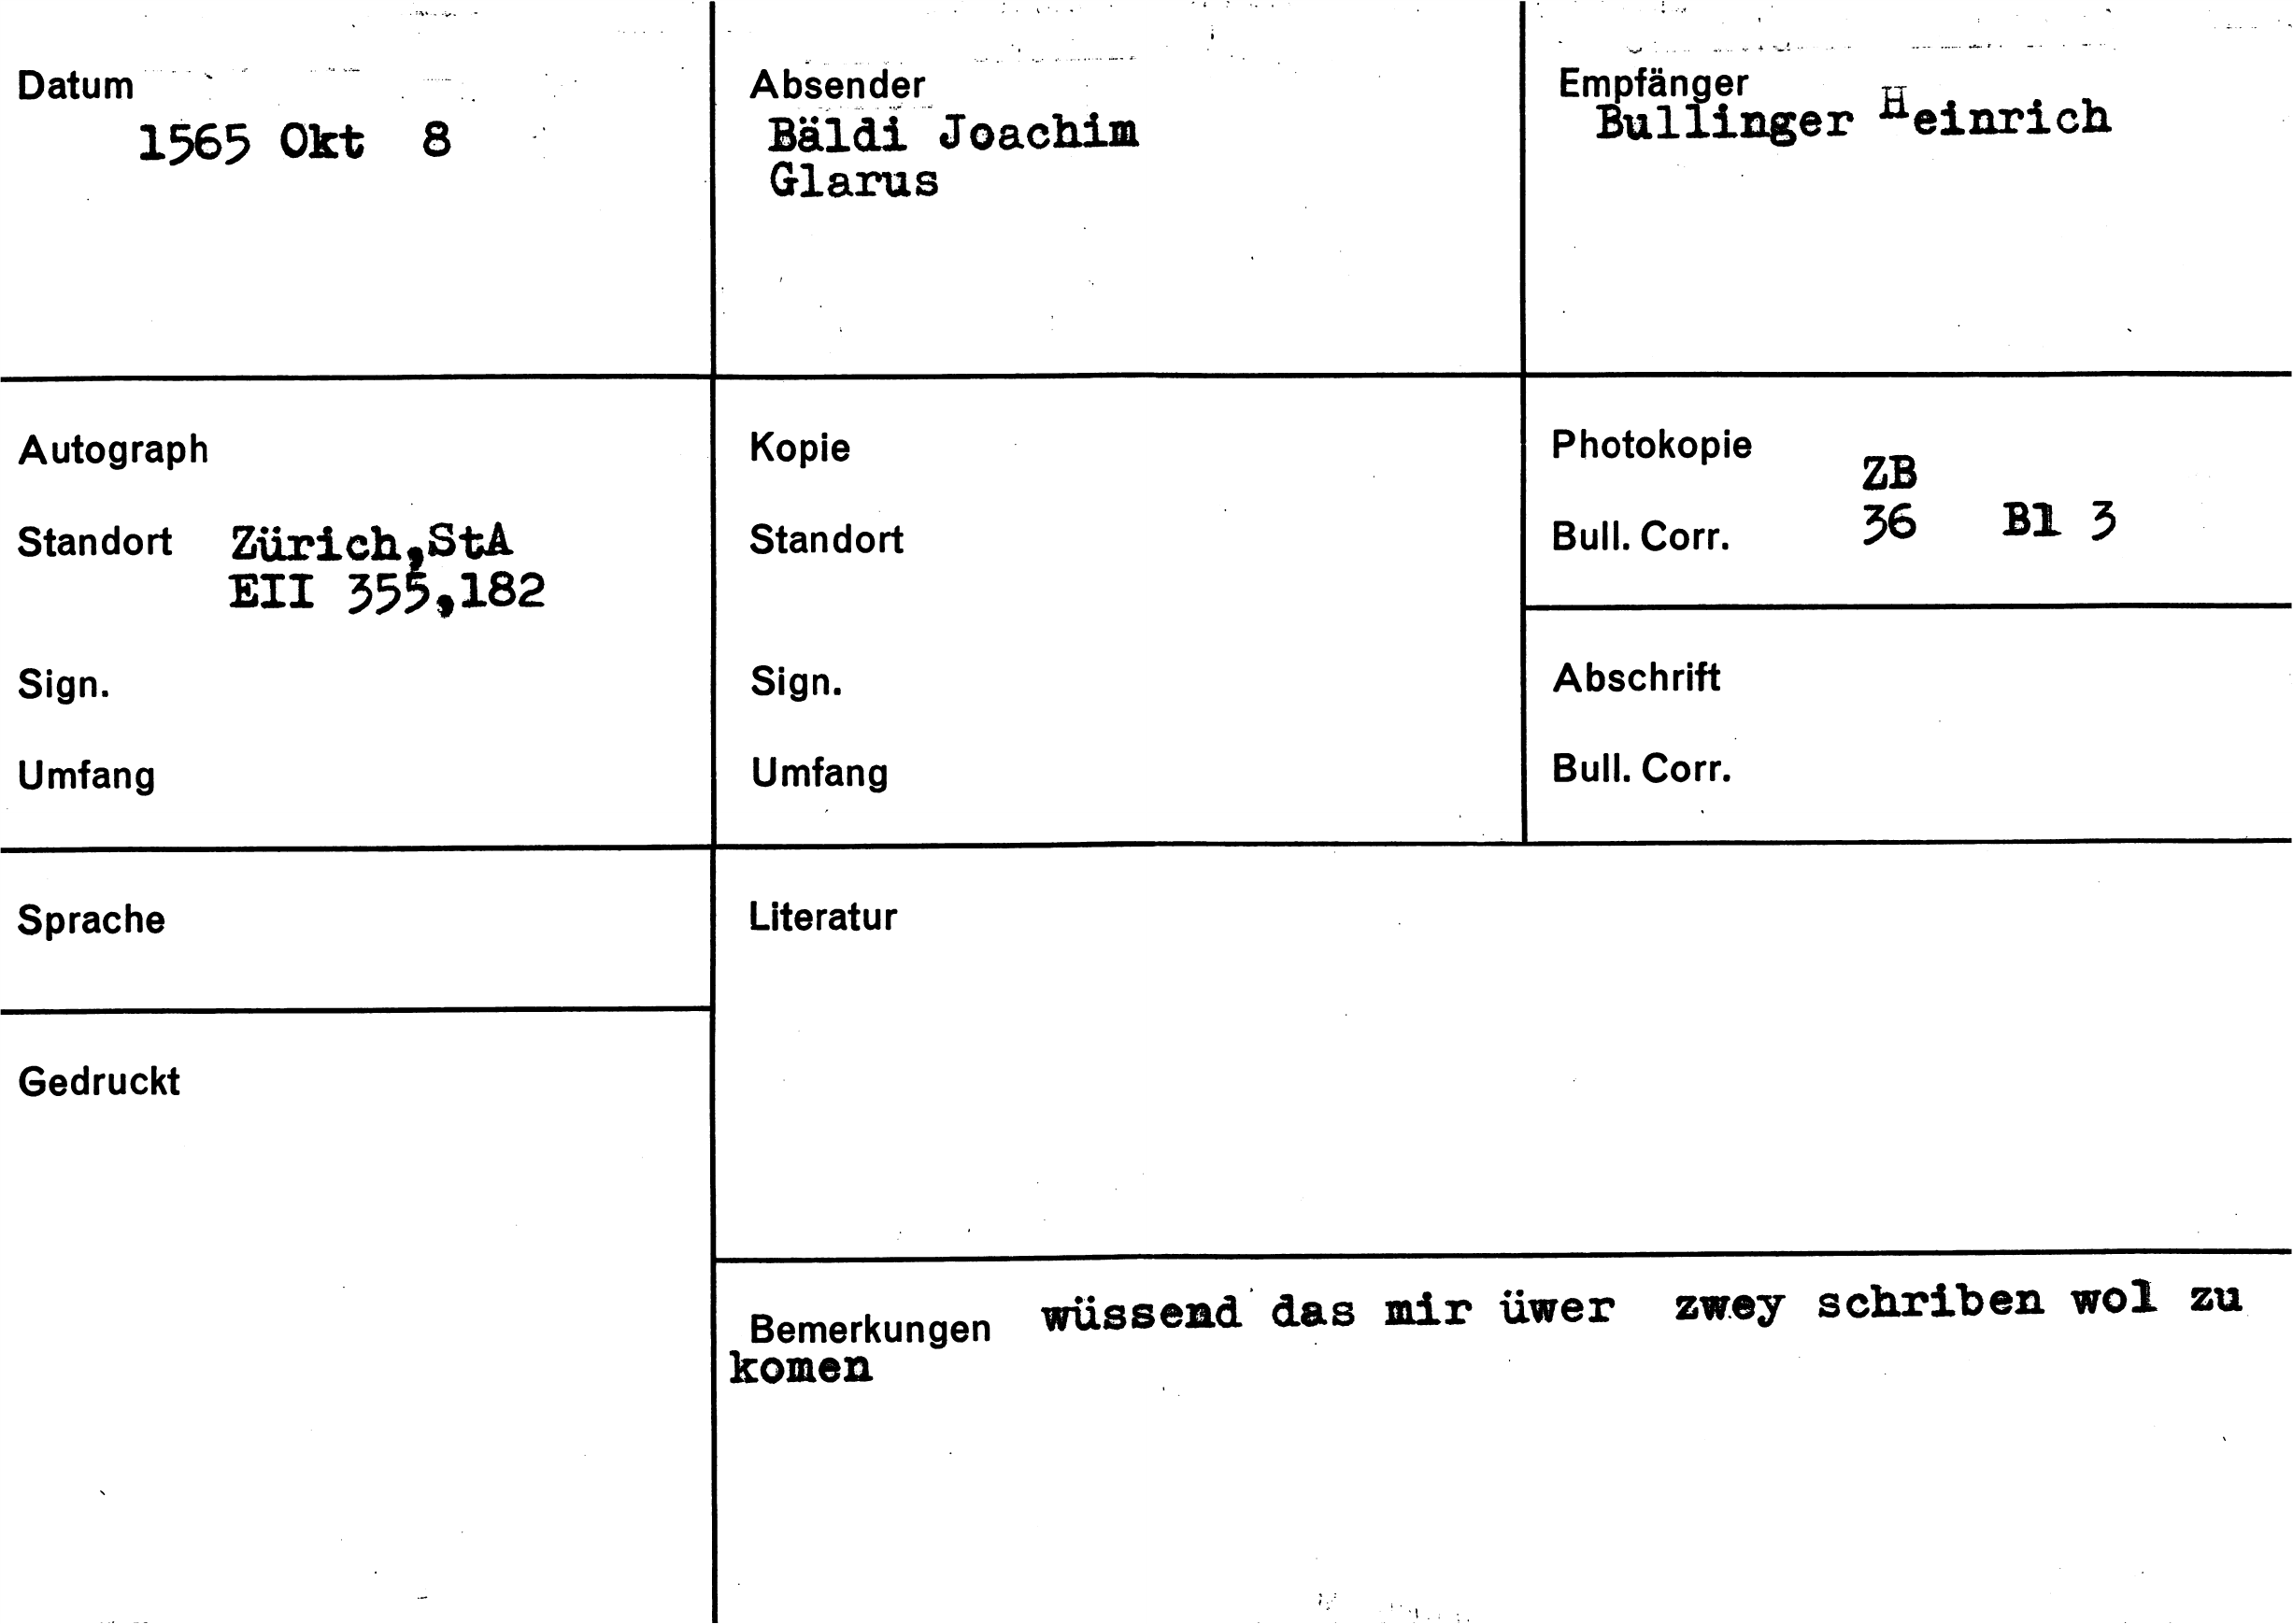 Datum
1565 Okt 8
Absender
Bäldi Joachim
Glarus
Empfänger
Bullinger Heinrich
Autograph
Standort Zürich,StA
EII 355,182
Sign.
Umfang
Kopie
Standort
Sign.
Umfang
Photokopie
ZB
Bull. Corr. 36 Bl 3
Abschrift
Bull. Corr.
Sprache
Gedruckt
Literatur
Bemerkungen wüssend das mir üwer zwey schriben wol zu
komen